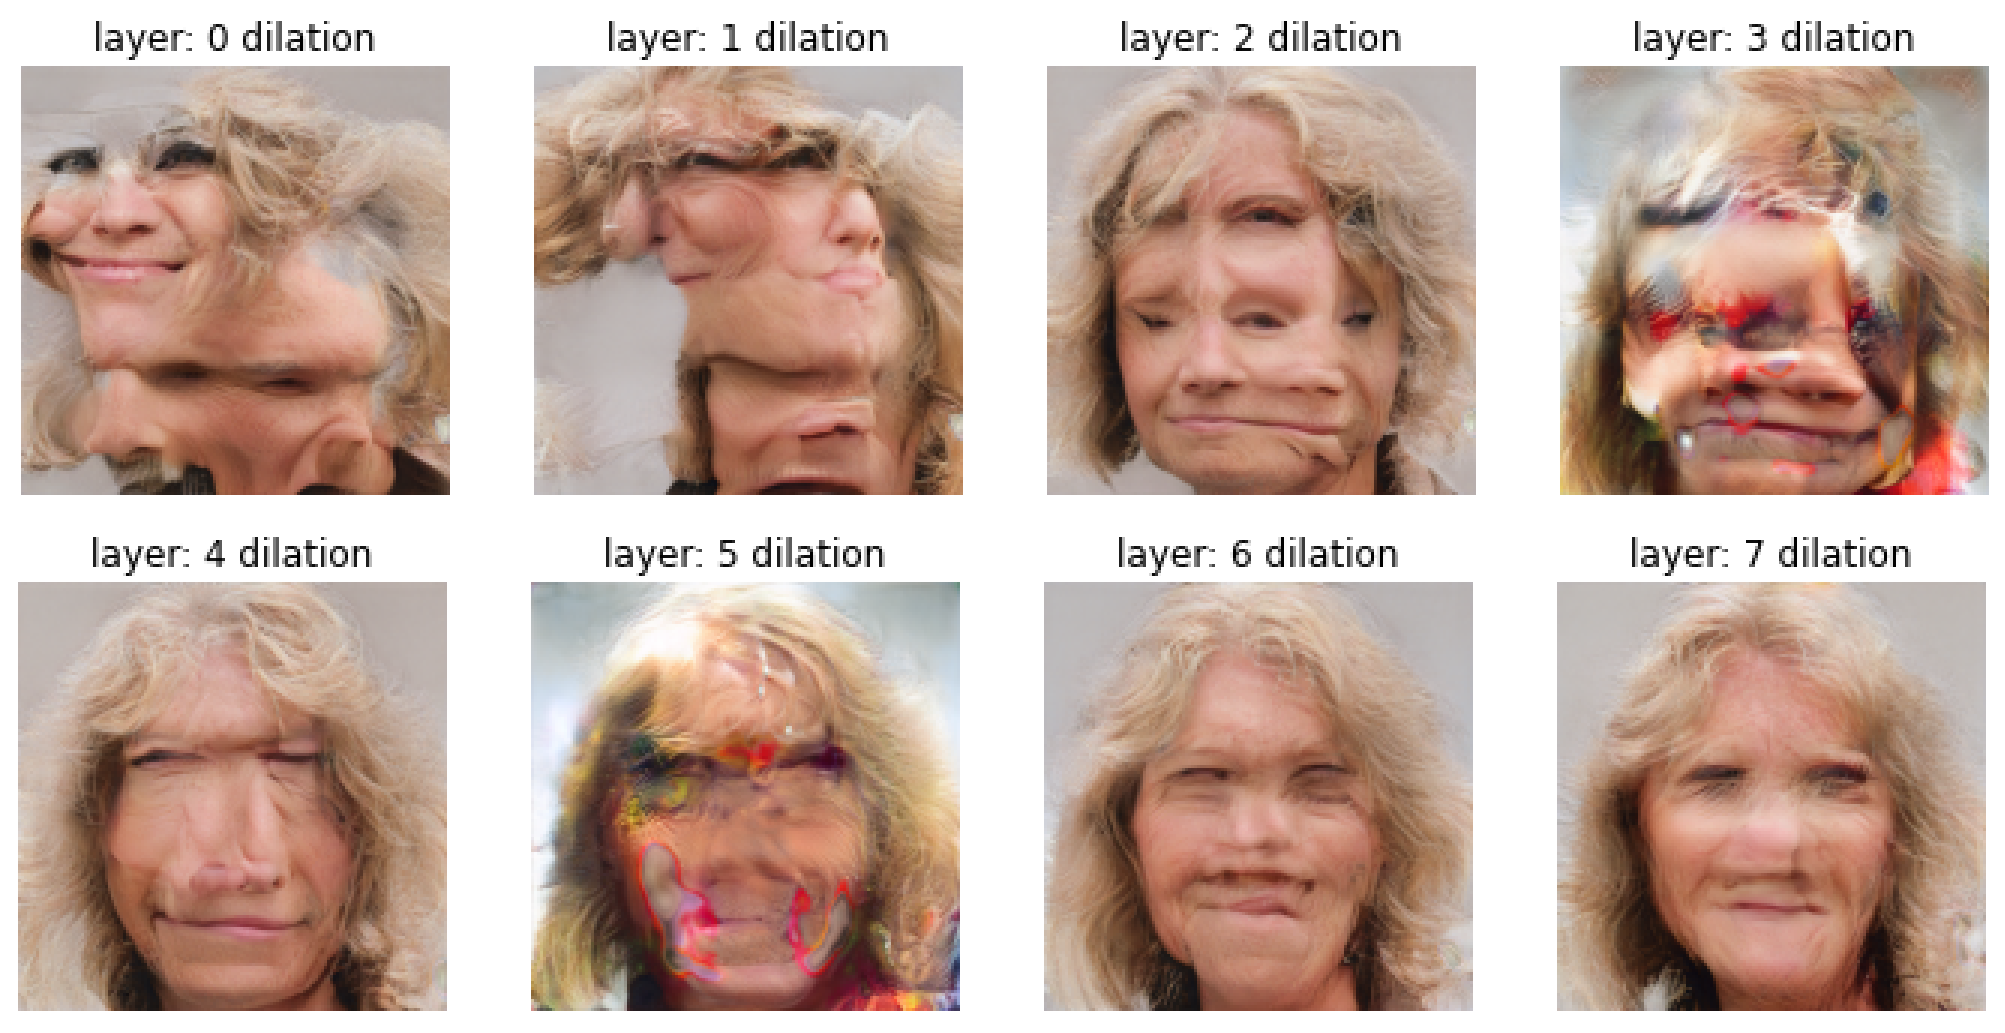 layer: 0 dilation
layer: 1 dilation
layer: 2 dilation
layer: 3 dilation
layer: 4 dilation
layer: 5 dilation
layer: 6 dilation
layer: 7 dilation